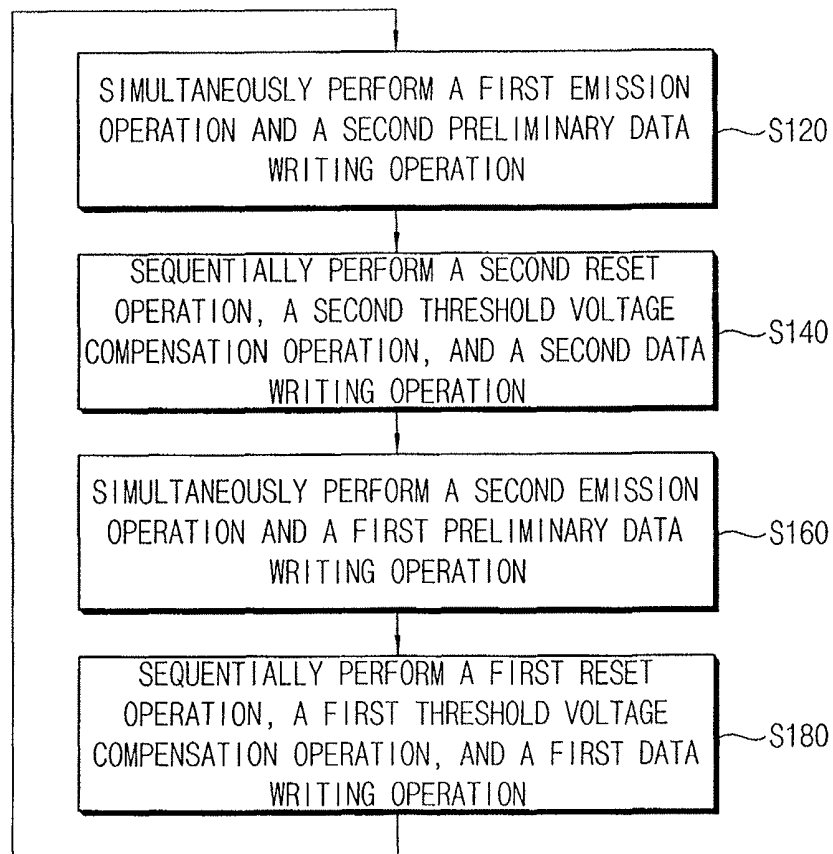 SIMULTANEOUSLY PERFORM A FIRST EMISSION
OPERATION AND A SECOND PRELIMINARY DATA
WRITING OPERATION
S120
SEQUENTIALLY PERFORM A SECOND RESET
OPERATION, A SECOND THRESHOLD VOLTAGE
COMPENSATION OPERATION, AND A SECOND DATA
WRITING OPERATION
S140
SIMULTANEOUSLY PERFORM A SECOND EMISSION
OPERATION AND A FIRST PRELIMINARY DATA
WRITING OPERATION
S160
SEQUENTIALLY PERFORM A FIRST RESET
OPERATION, A FIRST THRESHOLD VOLTAGE
COMPENSATION OPERATION, AND A FIRST DATA
WRITING OPERATION
S180